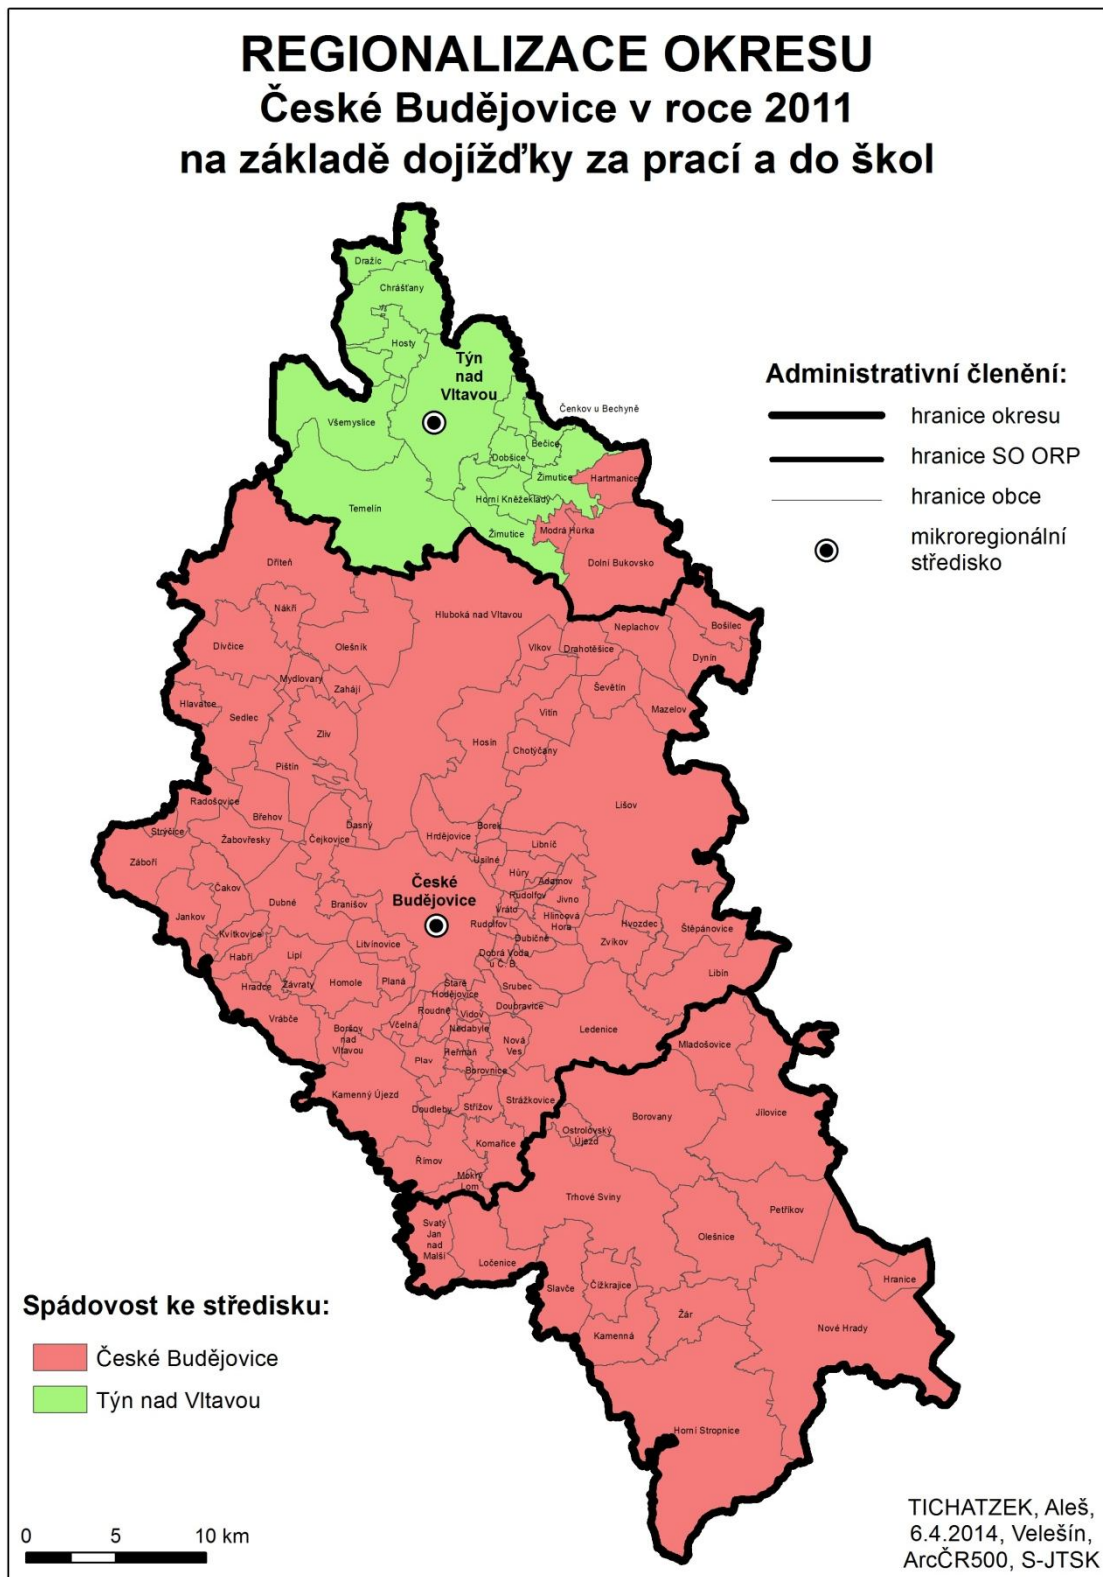 REGIONALIZACE OKRESU
České Budějovice v roce 2011
na základě dojížďky za prací a do škol
Dražíc
Chrášťany
Hosty
Týn
nad
Vltavou
Administrativní členění:
hranice okresu
hranice SO ORP
hranice obce
mikroregionální
středisko
Čenkov u Bechyně
Všemyslice
Bečice
Dobšice
Žimutice
Hartmanice
Horní Kněžeklady
Temelín
Žimutice
Modrá Hůrka
Dolní Bukovsko
Dříteň
Nákří
Hluboká nad Vltavou
Neplachov
Bošilec
Dívčice
Olešník
Vlkov
Drahotěšice
Dynín
Mydlovary
Zahájí
Ševětín
Hlavatce
Sedlec
Vitín
Mazelov
Zliv
Hosín
Chotýčany
Pištín
Radošovice
Lišov
Břehov
Dasný
Strýčice
Žabovřesky
Čejkovice
Hrdějovice
Borek
Libníč
Záboří
Úsilné
Hůry
České
Budějovice
Adamov
Čakov
Rudolfov
Jivno
Dubné
Branišov
Vráto
Jankov
Hlincová
Hora
Rudolfov
Hvozdec
Štěpánovice
Kvítkovice
Litvínovice
Dubičné
Zvíkov
Habří
Lipí
Dobrá Voda
u Č. B.
Libín
Hradce
Závraty
Homole
Planá
Staré
Hodějovice
Srubec
Doubravice
Vrábče
Roudné
Vidov
Boršov
nad
Vltavou
Včelná
Nedabyle
Nová
Ves
Ledenice
Mladošovice
Plav
Heřmaň
Borovnice
Kamenný Újezd
Doudleby
Střížov
Strážkovice
Borovany
Jílovice
Ostrolovský
Újezd
Komařice
Římov
Mokrý
Lom
Trhové Sviny
Petříkov
Svatý
Jan
nad
Malší
Olešnice
Ločenice
Slavče
Čížkrajice
Hranice
Žár
Kamenná
Nové Hrady
Horní Stropnice
Spádovost ke středisku:
České Budějovice
Týn nad Vltavou
0 5 10 km
TICHATZEK, Aleš,
6.4.2014, Velešín,
ArcČR500, S-JTSK